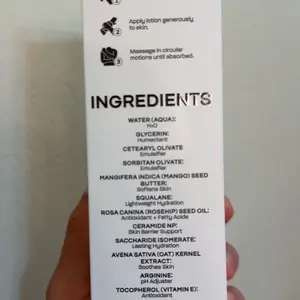 2
Apply lotion generously
to skin.
3
Massage in circular
motions until absorbed.
INGREDIENTS
WATER (AQUA):
H₂O
GLYCERIN:
Humectant
CETEARYL OLIVATE
Emulsifier
SORBITAN OLIVATE:
Emulsifier
MANGIFERA INDICA (MANGO) SEED
BUTTER:
Softens Skin
SQUALANE:
Lightweight Hydration
ROSA CANINA (ROSEHIP) SEED OIL:
Antioxidant + Fatty Acids
CERAMIDE NP:
Skin Barrier Support
SACCHARIDE ISOMERATE:
Lasting Hydration
AVENA SATIVA (OAT) KERNEL
EXTRACT:
Soothes Skin
ARGININE:
pH Adjuster
TOCOPHEROL (VITAMIN E):
Antioxidant